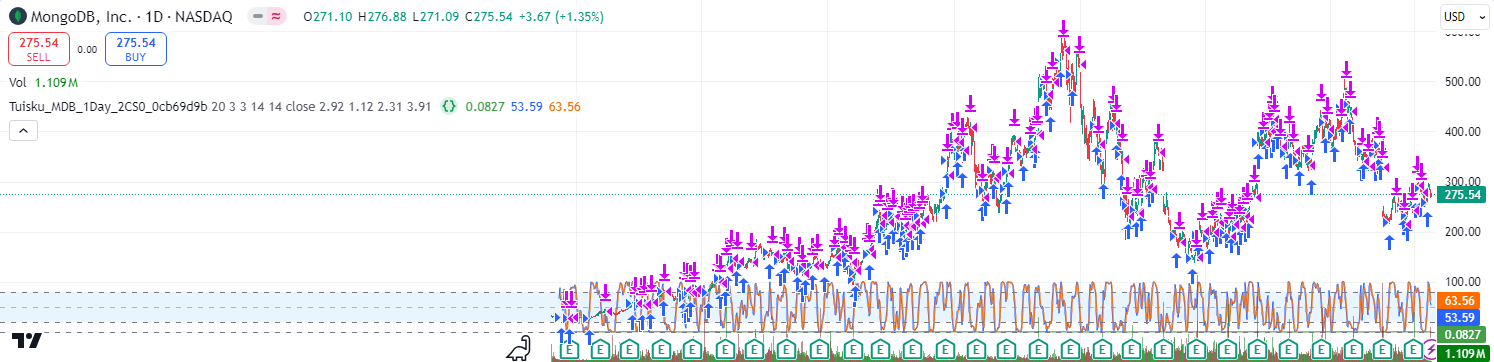 MongoDB, Inc. · 1D · NASDAQ O271.10 H276.88 L271.09 C275.54 +3.67 (+1.35%)
USD
275.54 SELL
0.00
275.54 BUY
Vol 1.109 M
Tuisku_MDB_1Day_2CS0_0cb69d9b 20 3 3 14 14 close 2.92 1.12 2.31 3.91 {} 0.0827 53.59 63.56
500.00
400.00
300.00
275.54
200.00
100.00
63.56
53.59
0.0827
1.109 M
E E E E E E E E E E E E E E E E E E E E E E E E E E E E